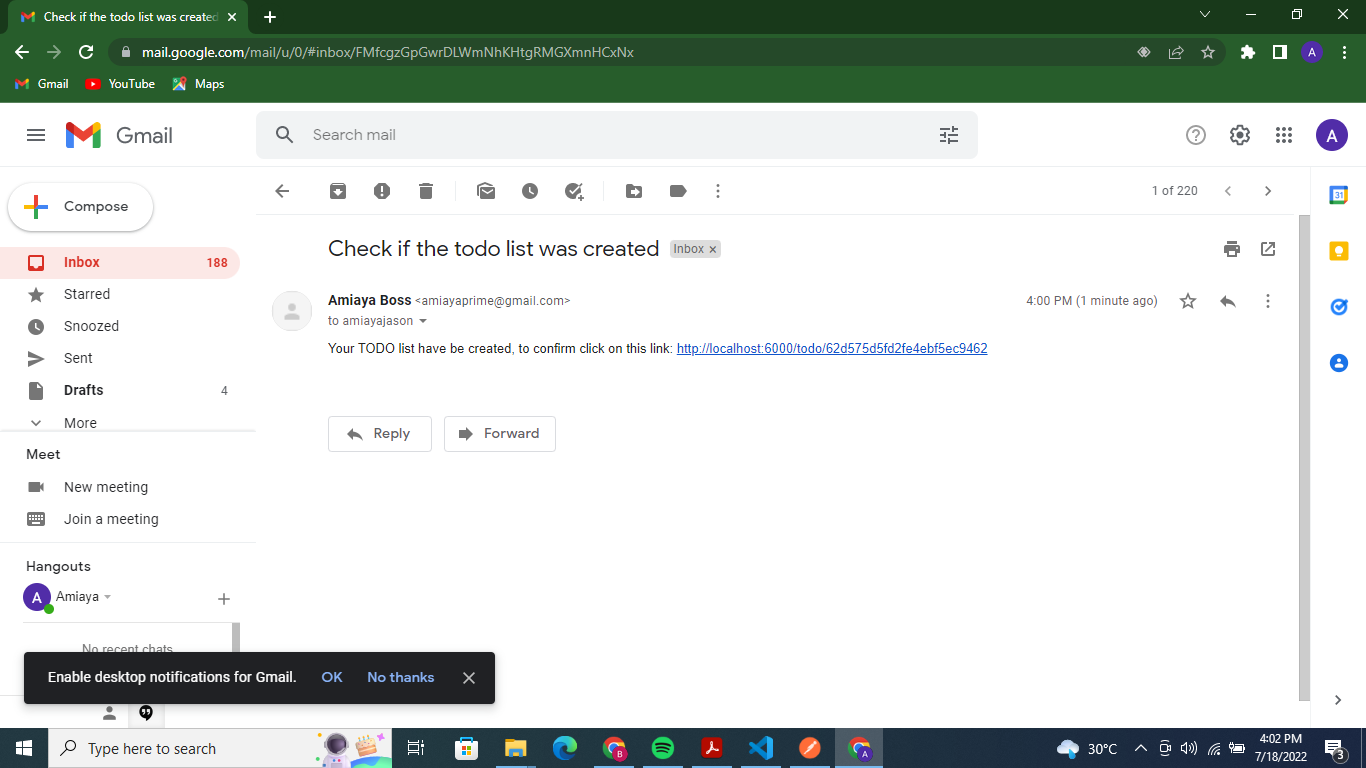 Check if the todo list was created
mail.google.com/mail/u/0/#inbox/FMfcgzGpGwrDLWmNhKHtgRMGXmnHCxNx
A
Gmail
YouTube
Maps
Gmail
Search mail
A
Compose
1 of 220
31
Inbox
188
Starred
Snoozed
Sent
Drafts
4
More
Check if the todo list was created
Inbox ×
Amiaya Boss <amiayaprime@gmail.com>
4:00 PM (1 minute ago)
to amiayajason
Your TODO list have be created, to confirm click on this link: http://localhost:6000/todo/62d575d5fd2fe4ebf5ec9462
Reply
Forward
Meet
New meeting
Join a meeting
Hangouts
A
Amiaya
No recent chats
Enable desktop notifications for Gmail.
OK
No thanks
Type here to search
B
A
30°C
4:02 PM
7/18/2022
3